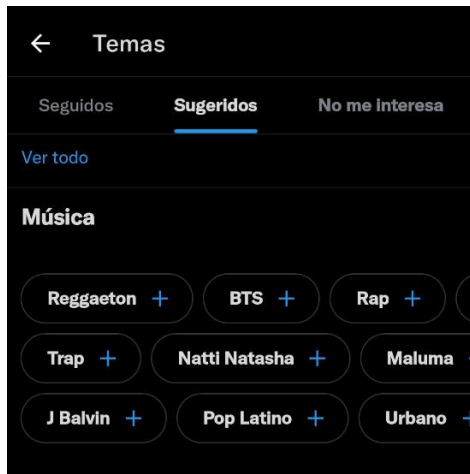 Temas
Seguidos Sugeridos No me interesa
Ver todo
Música
Reggaeton + BTS + Rap +
Trap + Natti Natasha + Maluma +
J Balvin + Pop Latino + Urbano +